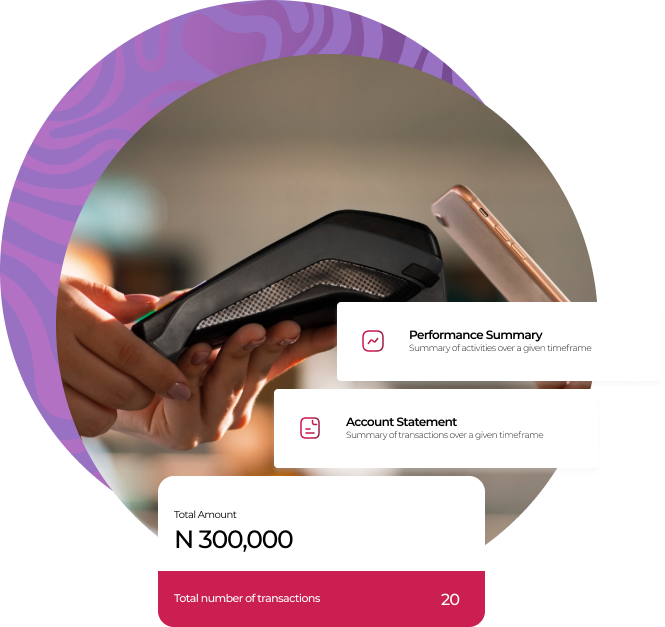 Performance Summary
Summary of activities over a given timeframe
Account Statement
Summary of transactions over a given timeframe
Total Amount
N 300,000
Total number of transactions 20